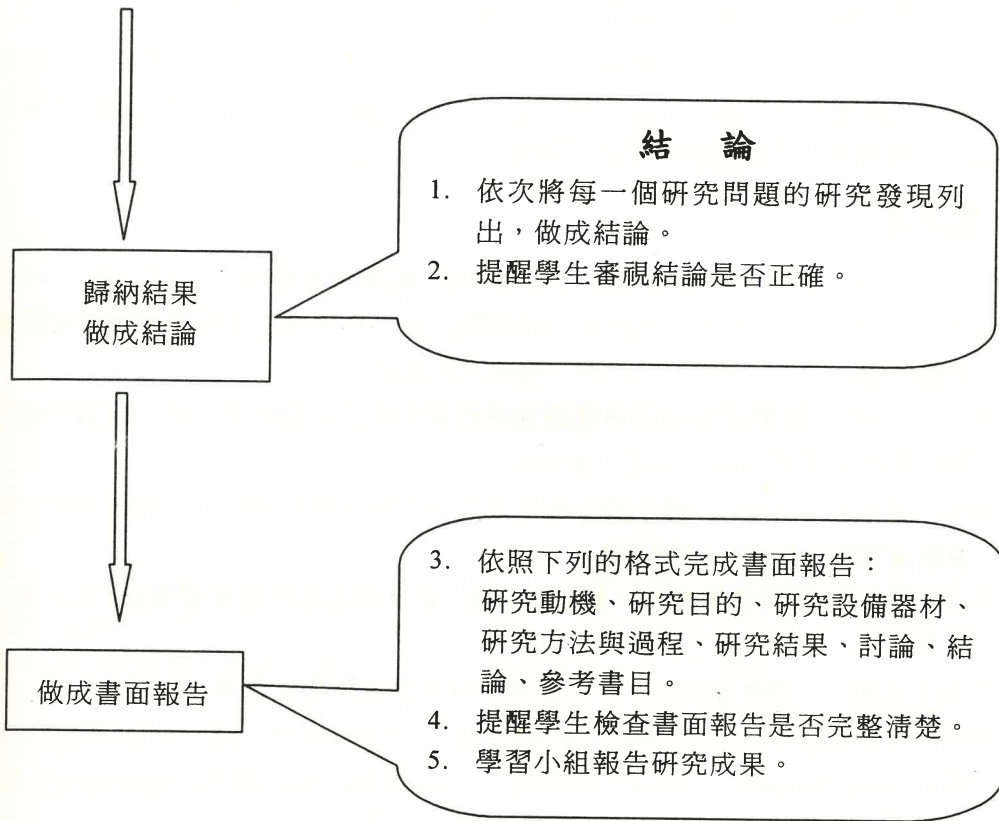 結 論
1. 依次將每一個研究問題的研究發現列
出，做成結論。
2. 提醒學生審視結論是否正確。
歸納結果
做成結論
3. 依照下列的格式完成書面報告：
研究動機、研究目的、研究設備器材、
研究方法與過程、研究結果、討論、結
論、參考書目。
4. 提醒學生檢查書面報告是否完整清楚。
5. 學習小組報告研究成果。
做成書面報告